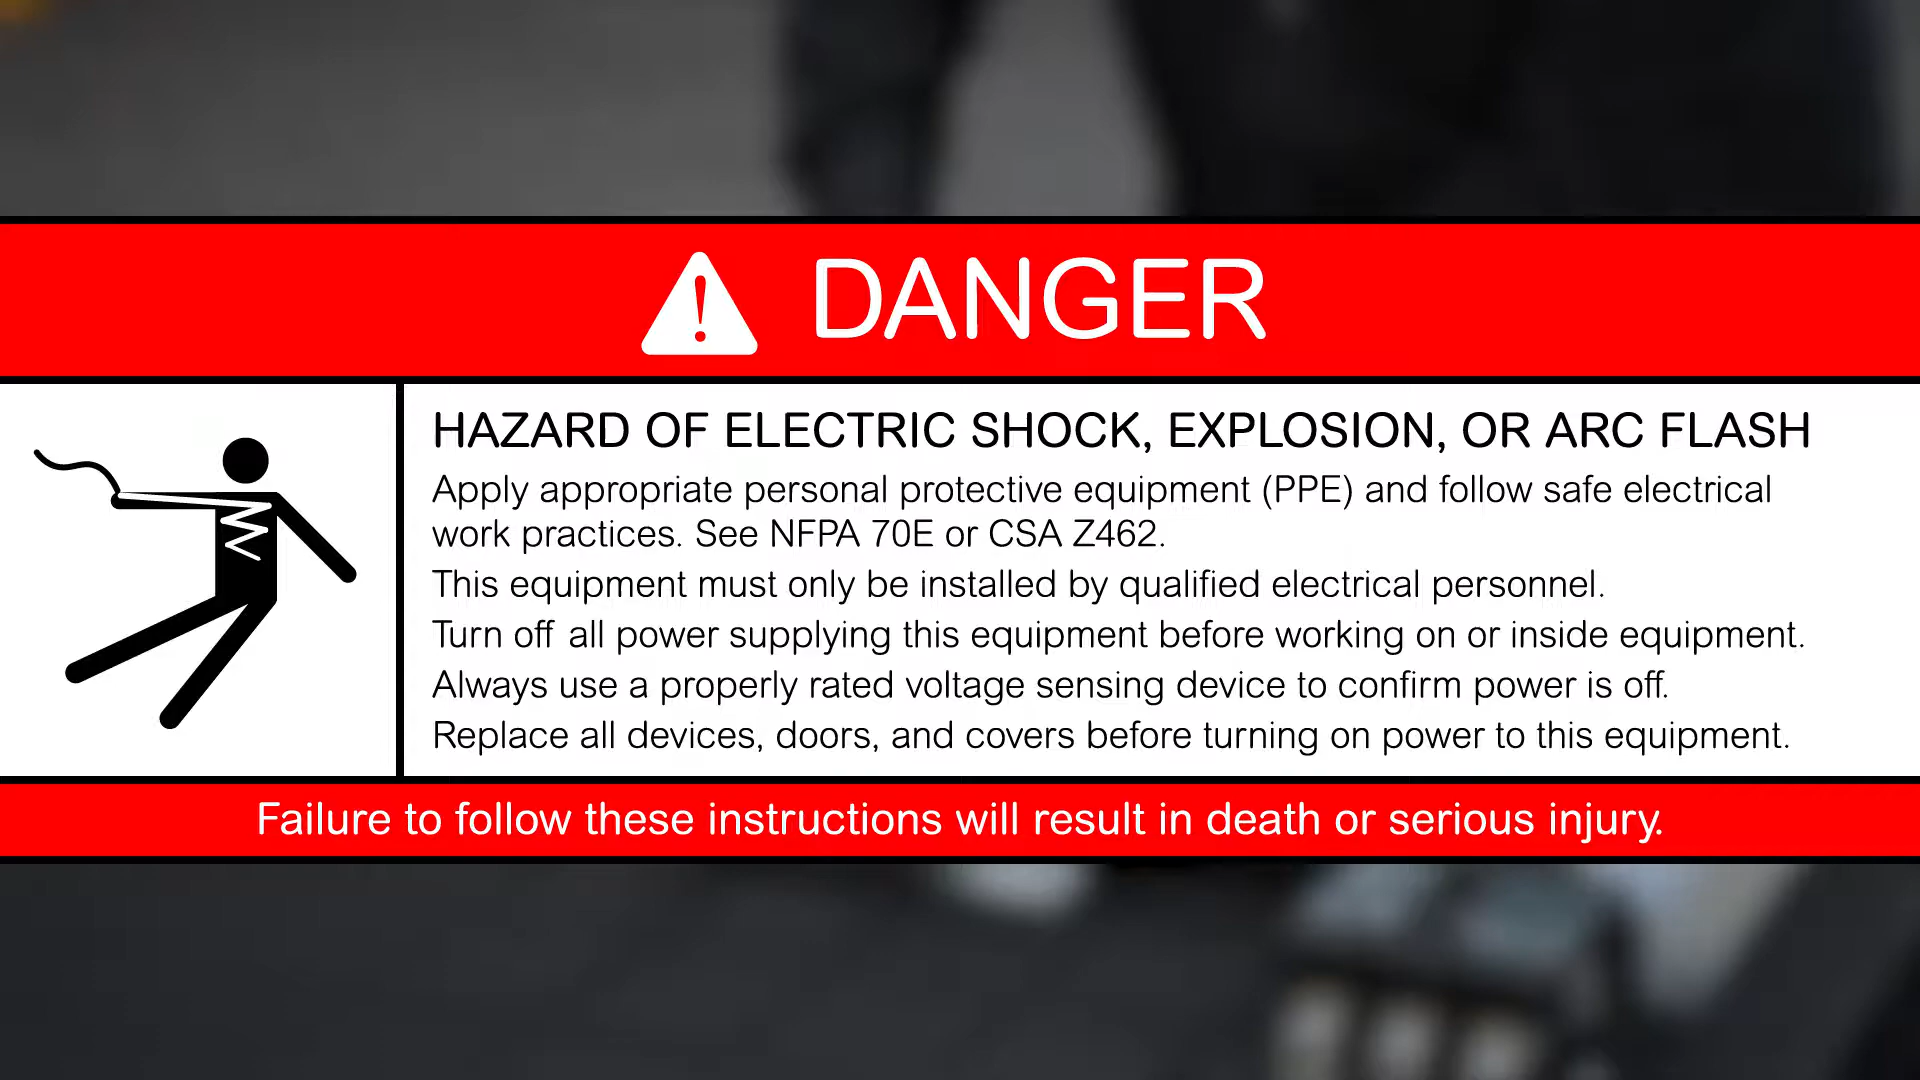 DANGER
HAZARD OF ELECTRIC SHOCK, EXPLOSION, OR ARC FLASH
Apply appropriate personal protective equipment (PPE) and follow safe electrical
work practices. See NFPA 70E or CSA Z462.
This equipment must only be installed by qualified electrical personnel.
Turn off all power supplying this equipment before working on or inside equipment.
Always use a properly rated voltage sensing device to confirm power is off.
Replace all devices, doors, and covers before turning on power to this equipment.
Failure to follow these instructions will result in death or serious injury.